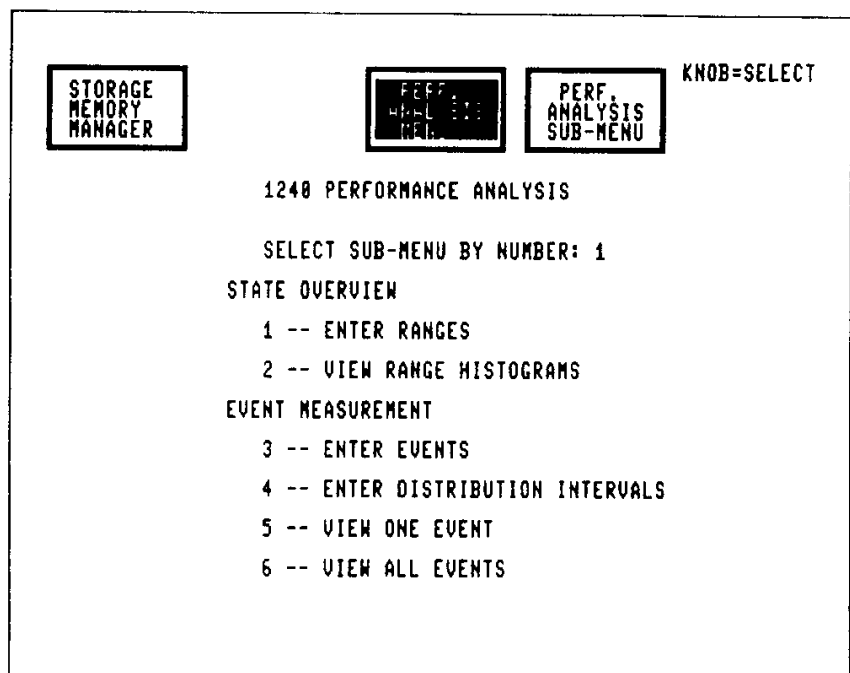 STORAGE
MEMORY
MANAGER
PERF.
ANALYSIS
PERF.
ANALYSIS
SUB-MENU
KNOB=SELECT
1240 PERFORMANCE ANALYSIS
SELECT SUB-MENU BY NUMBER: 1
STATE OVERVIEW
1 -- ENTER RANGES
2 -- VIEW RANGE HISTOGRAMS
EVENT MEASUREMENT
3 -- ENTER EVENTS
4 -- ENTER DISTRIBUTION INTERVALS
5 -- VIEW ONE EVENT
6 -- VIEW ALL EVENTS